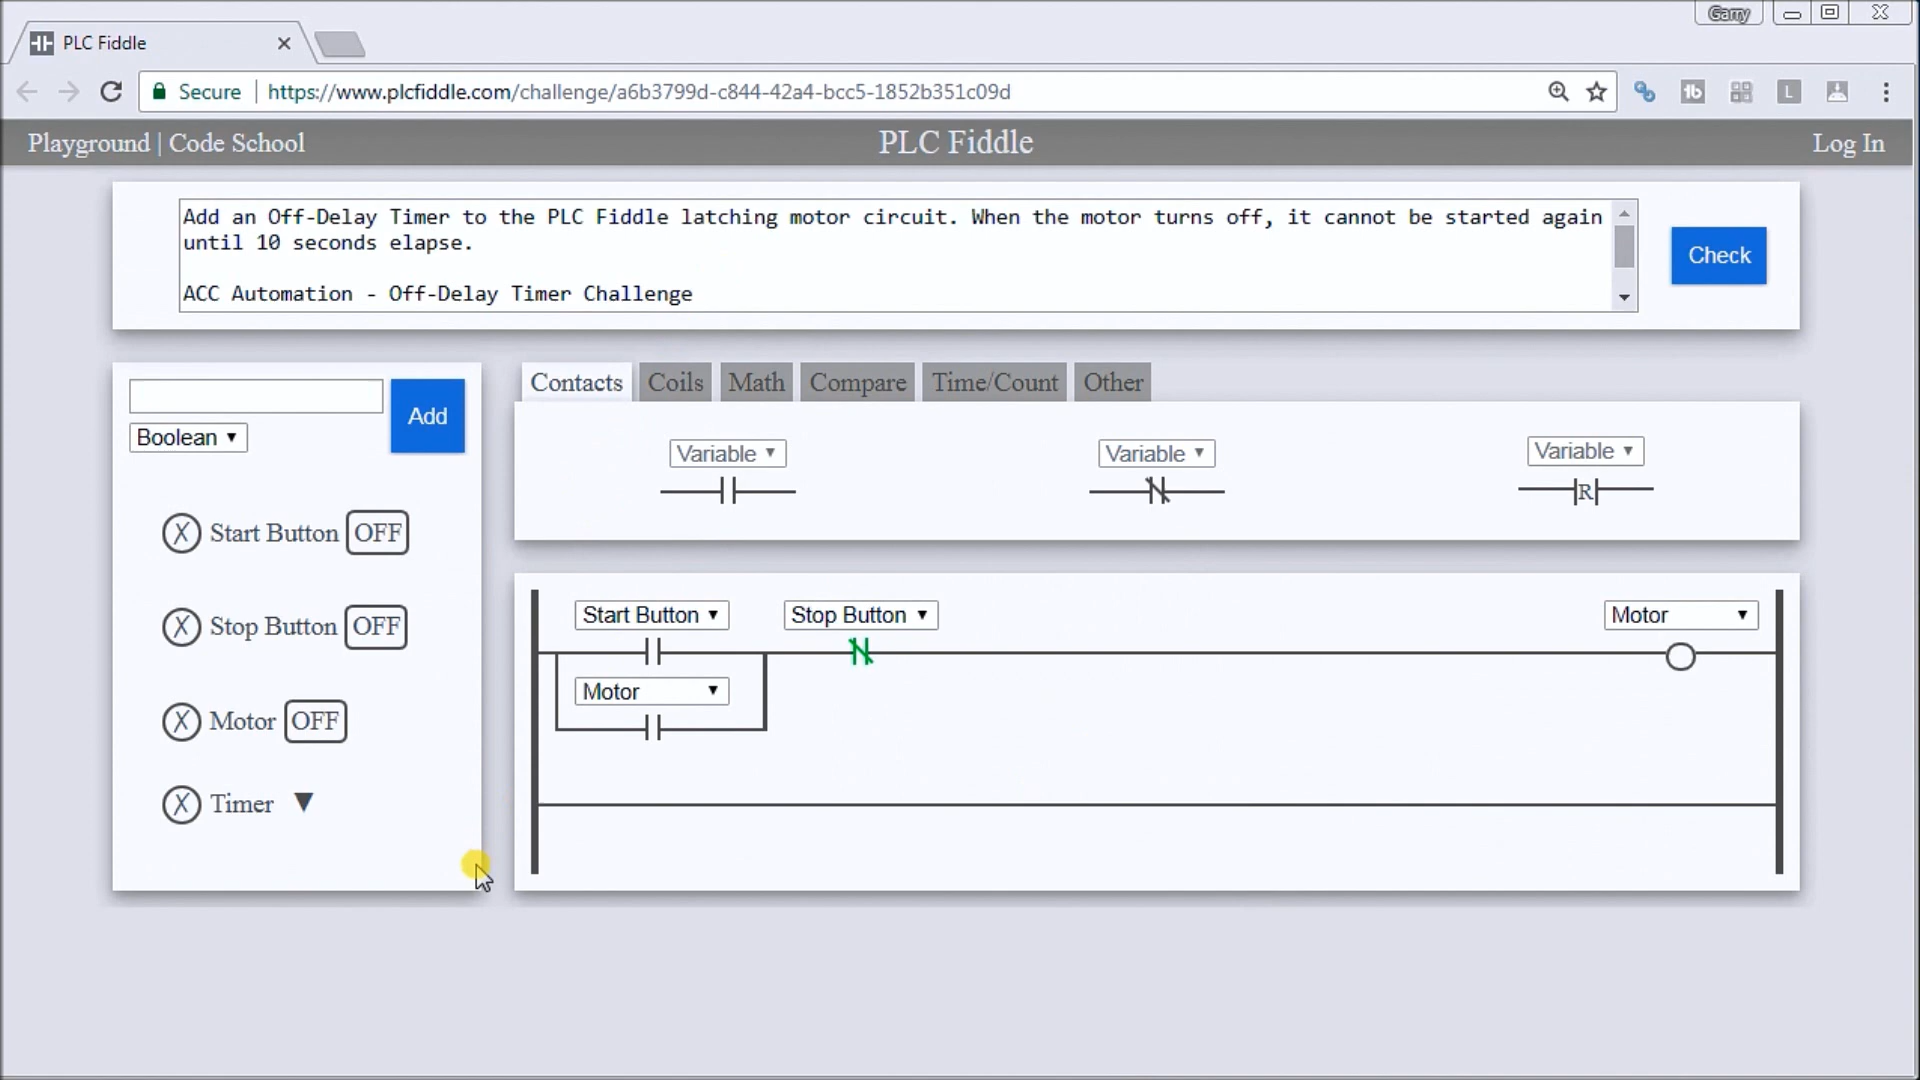 Garry
PLC Fiddle
Secure https://www.plcfiddle.com/challenge/a6b3799d-c844-42a4-bcc5-1852b351c09d
Playground | Code School PLC Fiddle Log In
Add an Off-Delay Timer to the PLC Fiddle latching motor circuit. When the motor turns off, it cannot be started again
until 10 seconds elapse.
ACC Automation - Off-Delay Timer Challenge
Check
Add
Boolean
Start Button OFF
Stop Button OFF
Motor OFF
Timer
Contacts Coils Math Compare Time/Count Other
Variable Variable Variable
R
Start Button Stop Button Motor
Motor